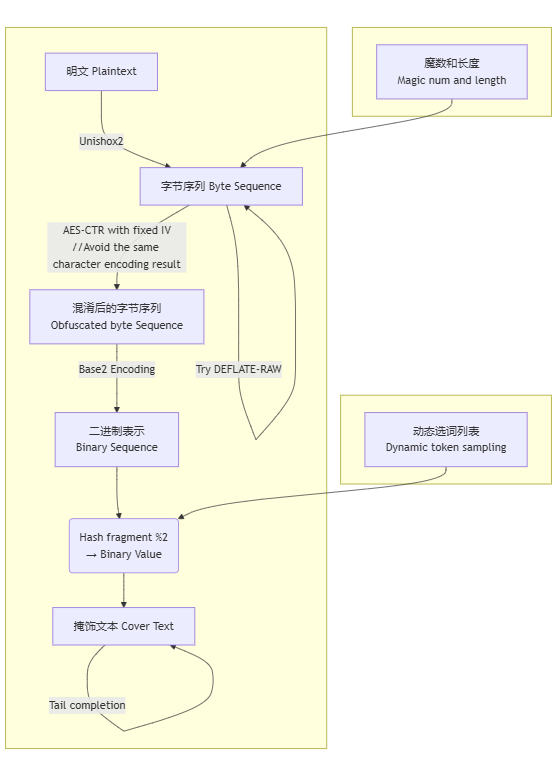 明文 Plaintext
魔数和长度
Magic num and length
Unishox2
字节序列 Byte Sequence
AES-CTR with fixed IV
//Avoid the same
character encoding result
混淆后的字节序列
Obfuscated byte Sequence
Try DEFLATE-RAW
Base2 Encoding
二进制表示
Binary Sequence
动态选词列表
Dynamic token sampling
Hash fragment %2
→ Binary Value
掩饰文本 Cover Text
Tail completion